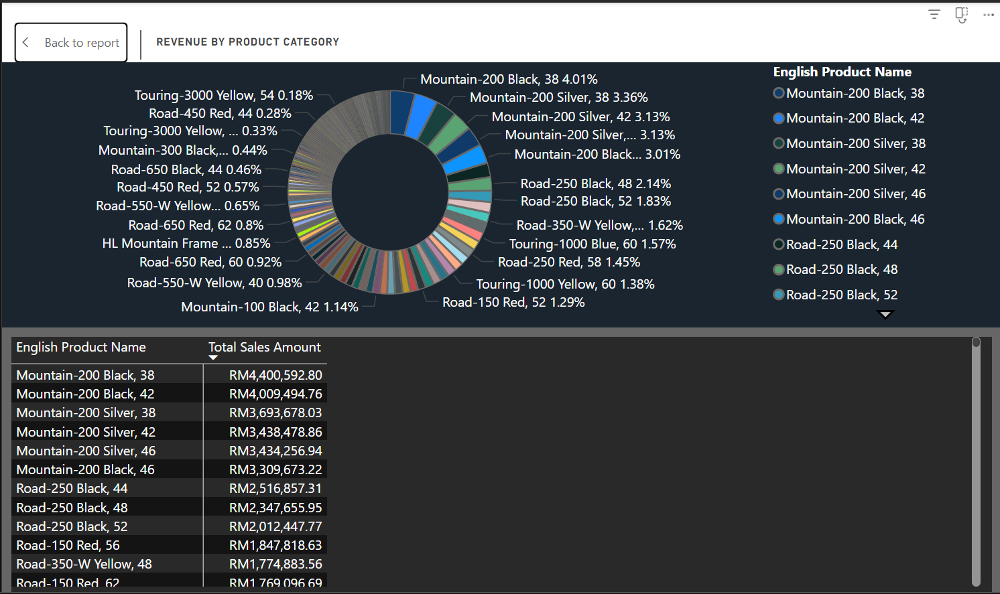 Back to report
REVENUE BY PRODUCT CATEGORY
Mountain-200 Black, 38 4.01%
Mountain-200 Silver, 38 3.36%
Mountain-200 Silver, 42 3.13%
Mountain-200 Silver,... 3.13%
Mountain-200 Black... 3.01%
Road-250 Black, 48 2.14%
Road-250 Black, 52 1.83%
Road-350-W Yellow,... 1.62%
Touring-1000 Blue, 60 1.57%
Road-250 Red, 58 1.45%
Touring-1000 Yellow, 60 1.38%
Road-150 Red, 52 1.29%
Mountain-100 Black, 42 1.14%
Road-550-W Yellow, 40 0.98%
Road-650 Red, 60 0.92%
HL Mountain Frame ... 0.85%
Road-650 Red, 62 0.8%
Road-550-W Yellow... 0.65%
Road-450 Red, 52 0.57%
Road-650 Black, 44 0.46%
Mountain-300 Black,... 0.44%
Touring-3000 Yellow, ... 0.33%
Road-450 Red, 44 0.28%
Touring-3000 Yellow, 54 0.18%
English Product Name
Mountain-200 Black, 38
Mountain-200 Black, 42
Mountain-200 Silver, 38
Mountain-200 Silver, 42
Mountain-200 Silver, 46
Mountain-200 Black, 46
Road-250 Black, 44
Road-250 Black, 48
Road-250 Black, 52
English Product Name Total Sales Amount
Mountain-200 Black, 38 RM4,400,592.80
Mountain-200 Black, 42 RM4,009,494.76
Mountain-200 Silver, 38 RM3,693,678.03
Mountain-200 Silver, 42 RM3,438,478.86
Mountain-200 Silver, 46 RM3,434,256.94
Mountain-200 Black, 46 RM3,309,673.22
Road-250 Black, 44 RM2,516,857.31
Road-250 Black, 48 RM2,347,655.95
Road-250 Black, 52 RM2,012,447.77
Road-150 Red, 56 RM1,847,818.63
Road-350-W Yellow, 48 RM1,774,883.56
Road-150 Red, 62 RM1,769,096.69